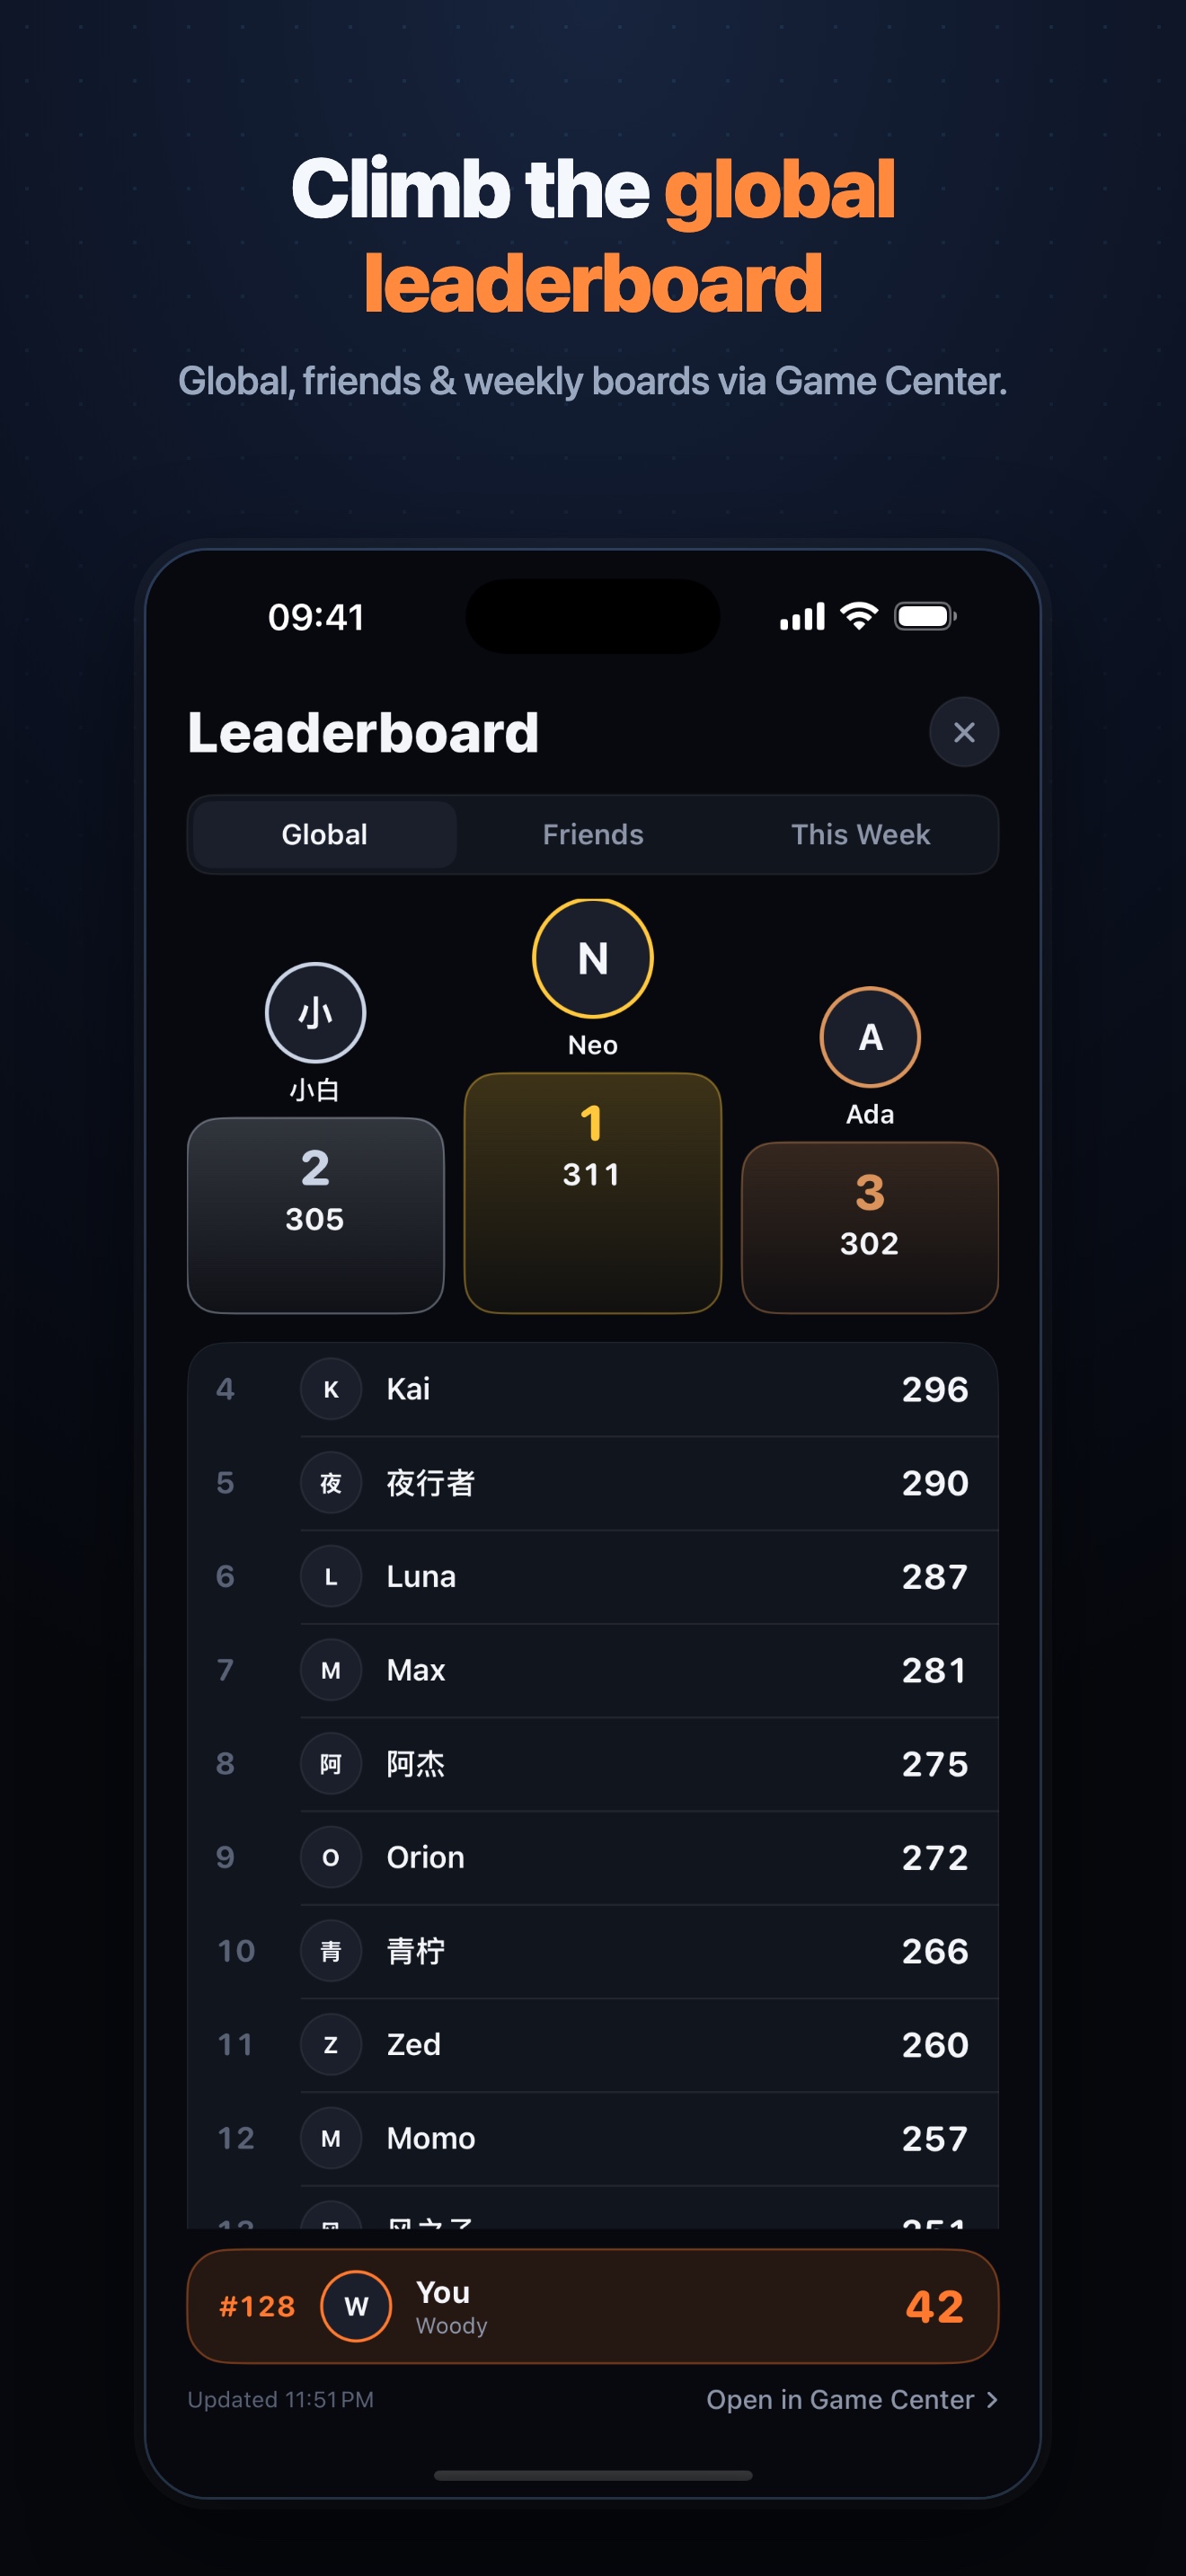 Climb the global
leaderboard
Global, friends & weekly boards via Game Center.
09:41
Leaderboard
Global
Friends
This Week
N
Neo
1
311
小
小白
2
305
A
Ada
3
302
4 K Kai 296
5 夜 夜行者 290
6 L Luna 287
7 M Max 281
8 阿 阿杰 275
9 O Orion 272
10 青 青柠 266
11 Z Zed 260
12 M Momo 257
#128 W You 42
Woody
Updated 11:51 PM
Open in Game Center